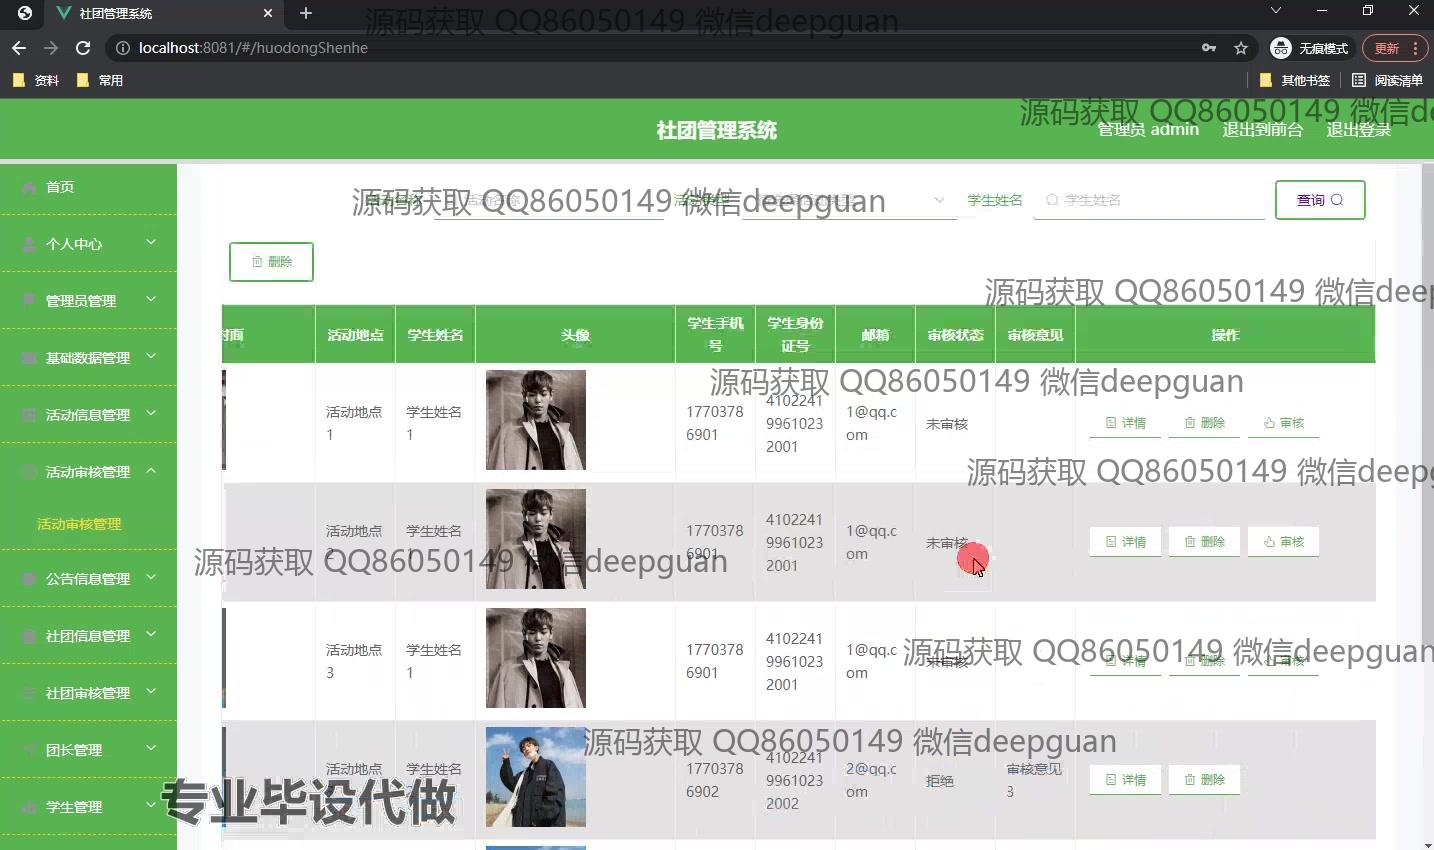 社团管理系统
localhost:8081/#/huodongShenhe
无痕模式
更新
资料
常用
其他书签
阅读清单
社团管理系统
管理员 admin
退出到前台
退出登录
源码获取 QQ86050149 微信deepguan
源码获取 QQ86050149 微信de
首页
个人中心
管理员管理
基础数据管理
活动信息管理
活动审核管理
活动审核管理
公告信息管理
社团信息管理
社团审核管理
团长管理
学生管理
源码获取 QQ86050149 微信deepguan
学生姓名
学生姓名
查询
删除
源码获取 QQ86050149 微信deep
封面
活动地点
学生姓名
头像
学生手机号
学生身份证号
邮箱
审核状态
审核意见
操作
源码获取 QQ86050149 微信deepguan
活动地点1
学生姓名1
17703786901
410224199610232001
1@qq.com
未审核
详情
删除
审核
源码获取 QQ86050149 微信deepg
活动地点2
学生姓名1
17703786901
410224199610232001
1@qq.com
未审核
详情
删除
审核
源码获取 QQ86050149 微信deepguan
活动地点3
学生姓名1
17703786901
410224199610232001
1@qq.com
未审核
详情
删除
审核
源码获取 QQ86050149 微信deepguan
源码获取 QQ86050149 微信deepguan
活动地点
学生姓名
17703786902
410224199610232002
2@qq.com
拒绝
审核意见3
详情
删除
专业毕设代做